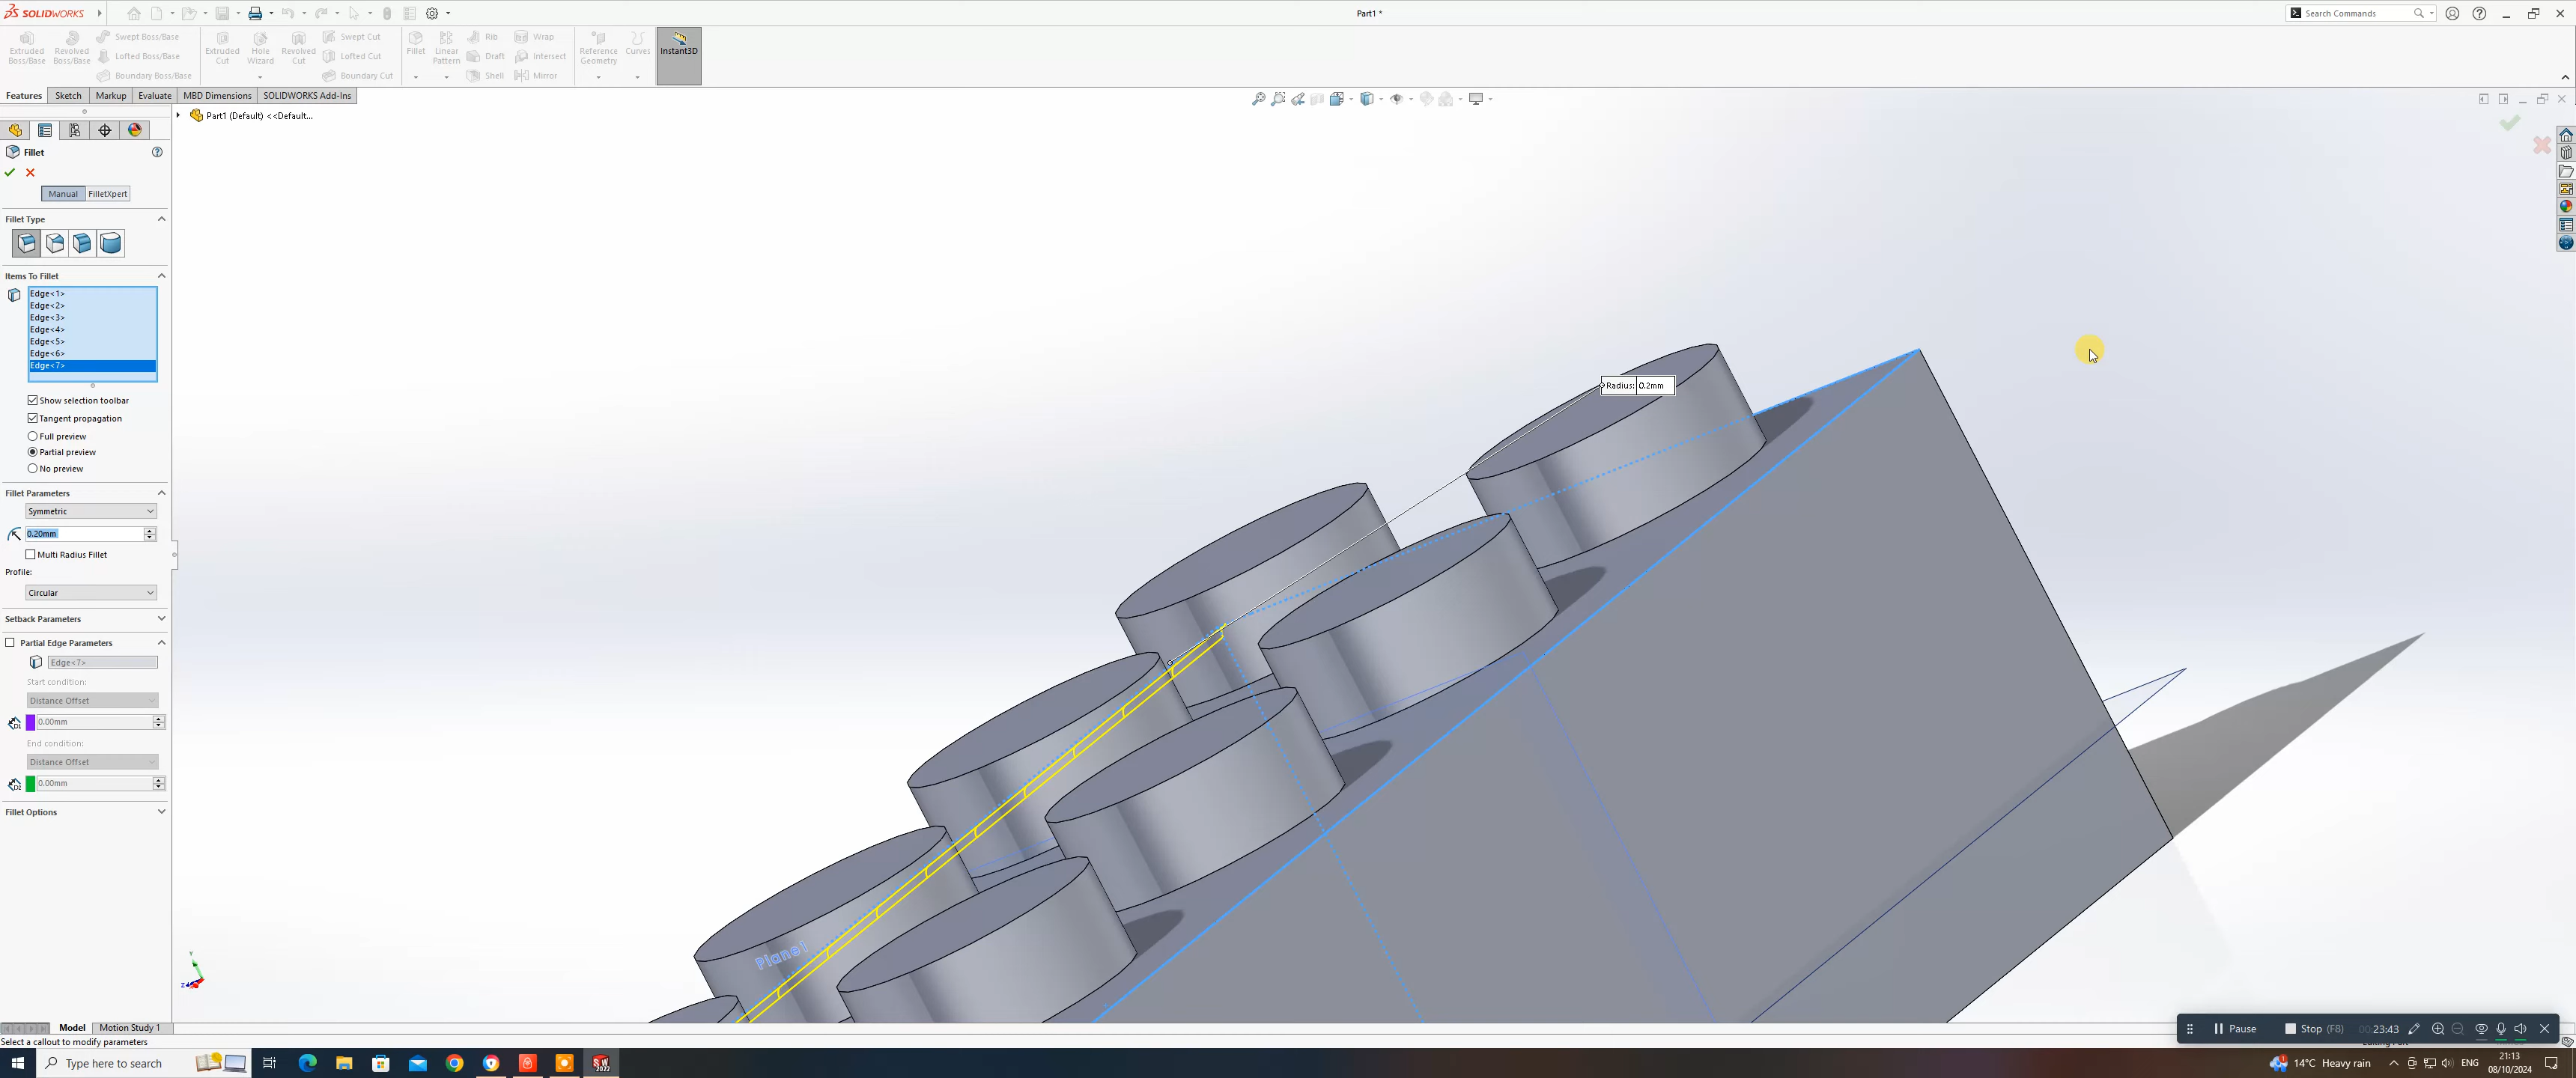 SOLIDWORKS
Part1 *
Search Commands
Extruded Boss/Base
Revolved Boss/Base
Swept Boss/Base
Lofted Boss/Base
Boundary Boss/Base
Extruded Cut
Hole Wizard
Revolved Cut
Swept Cut
Lofted Cut
Boundary Cut
Fillet
Linear Pattern
Rib
Draft
Shell
Wrap
Intersect
Mirror
Reference Geometry
Curves
Instant3D
Features
Sketch
Markup
Evaluate
MBD Dimensions
SOLIDWORKS Add-Ins
Part1 (Default) <<Default...
Fillet
Manual
FilletXpert
Fillet Type
Items To Fillet
Edge<1>
Edge<2>
Edge<3>
Edge<4>
Edge<5>
Edge<6>
Edge<7>
Show selection toolbar
Tangent propagation
Full preview
Partial preview
No preview
Fillet Parameters
Symmetric
0.20mm
Multi Radius Fillet
Profile:
Circular
Setback Parameters
Partial Edge Parameters
Edge<7>
Start condition:
Distance Offset
0.00mm
End condition:
Distance Offset
0.00mm
Fillet Options
Radius: 0.2mm
Plane1
Y
Z
Model
Motion Study 1
Select a callout to modify parameters
Pause
Stop (F8)
00:23:43
Type here to search
SW
2022
14°C Heavy rain
ENG
21:13
08/10/2024